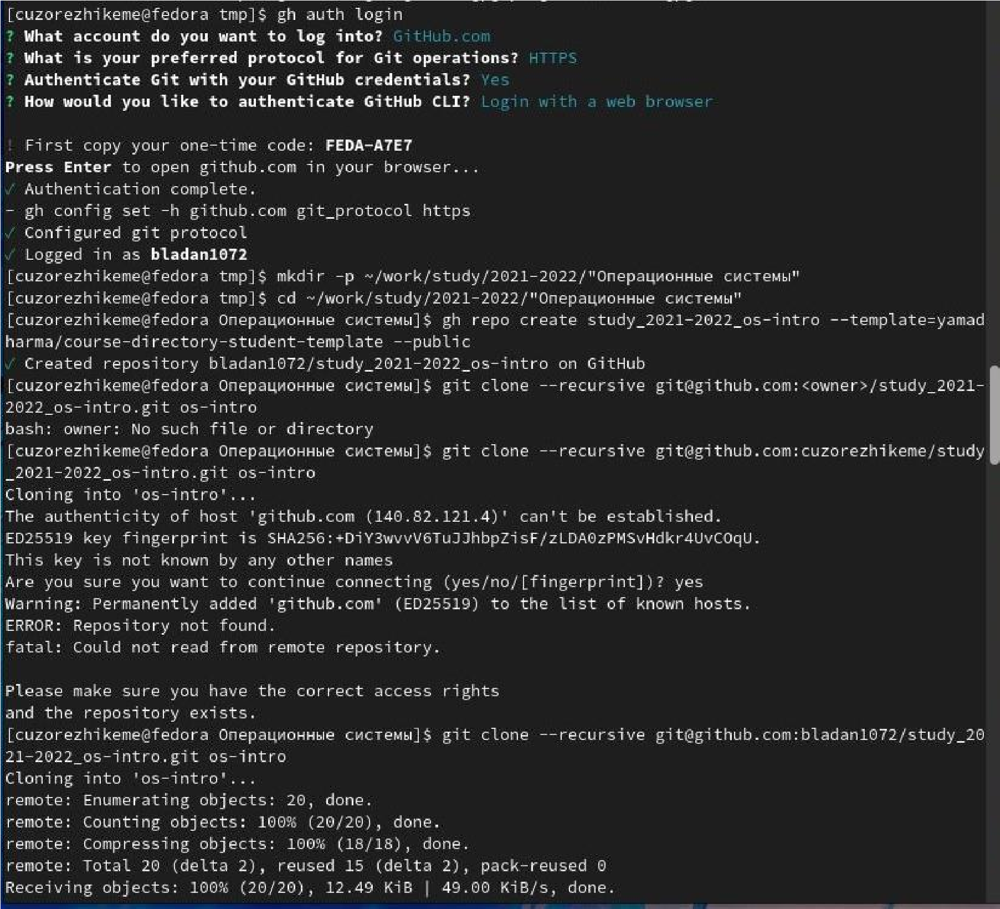 [cuzorezhikeme@fedora tmp]$ gh auth login
? What account do you want to log into? GitHub.com
? What is your preferred protocol for Git operations? HTTPS
? Authenticate Git with your GitHub credentials? Yes
? How would you like to authenticate GitHub CLI? Login with a web browser
! First copy your one-time code: FEDA-A7E7
Press Enter to open github.com in your browser...
✓ Authentication complete.
- gh config set -h github.com git_protocol https
✓ Configured git protocol
✓ Logged in as bladan1072
[cuzorezhikeme@fedora tmp]$ mkdir -p ~/work/study/2021-2022/"Операционные системы"
[cuzorezhikeme@fedora tmp]$ cd ~/work/study/2021-2022/"Операционные системы"
[cuzorezhikeme@fedora Операционные системы]$ gh repo create study_2021-2022_os-intro --template=yamad
harma/course-directory-student-template --public
✓ Created repository bladan1072/study_2021-2022_os-intro on GitHub
[cuzorezhikeme@fedora Операционные системы]$ git clone --recursive git@github.com:<owner>/study_2021-
2022_os-intro.git os-intro
bash: owner: No such file or directory
[cuzorezhikeme@fedora Операционные системы]$ git clone --recursive git@github.com:cuzorezhikeme/study
_2021-2022_os-intro.git os-intro
Cloning into 'os-intro'...
The authenticity of host 'github.com (140.82.121.4)' can't be established.
ED25519 key fingerprint is SHA256:+DiY3wvvV6TuJJhbpZisF/zLDA0zPMSvHdkr4UvCOqU.
This key is not known by any other names
Are you sure you want to continue connecting (yes/no/[fingerprint])? yes
Warning: Permanently added 'github.com' (ED25519) to the list of known hosts.
ERROR: Repository not found.
fatal: Could not read from remote repository.
Please make sure you have the correct access rights
and the repository exists.
[cuzorezhikeme@fedora Операционные системы]$ git clone --recursive git@github.com:bladan1072/study_20
21-2022_os-intro.git os-intro
Cloning into 'os-intro'...
remote: Enumerating objects: 20, done.
remote: Counting objects: 100% (20/20), done.
remote: Compressing objects: 100% (18/18), done.
remote: Total 20 (delta 2), reused 15 (delta 2), pack-reused 0
Receiving objects: 100% (20/20), 12.49 KiB | 49.00 KiB/s, done.